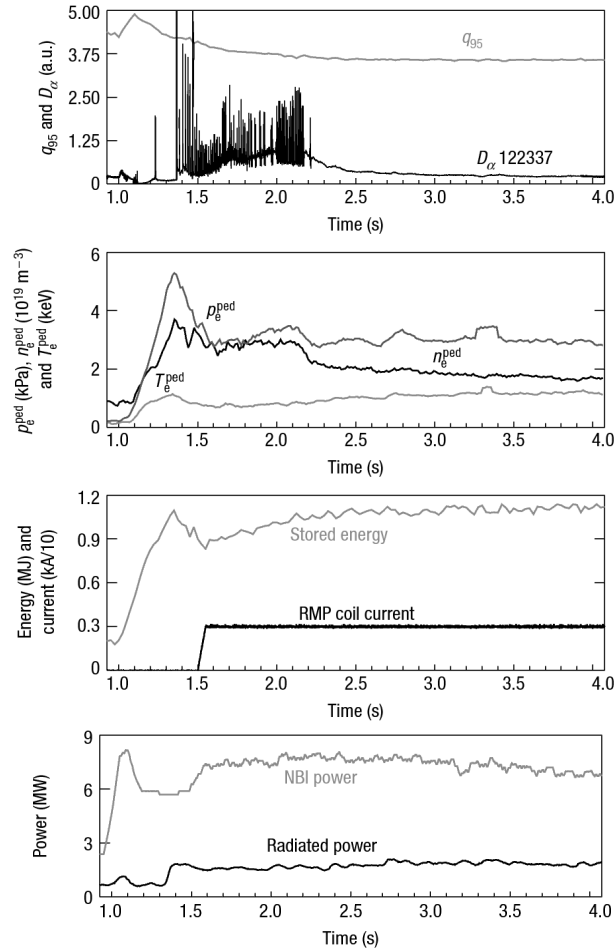 5.00
3.75
2.50
1.25
0
q95 and Dα (a.u.)
q95
Dα 122337
1.0 1.5 2.0 2.5 3.0 3.5 4.0
Time (s)
6
4
2
0
p_e^ped (kPa), n_e^ped (10^19 m^−3)
and T_e^ped (keV)
p_e^ped
n_e^ped
T_e^ped
1.0 1.5 2.0 2.5 3.0 3.5 4.0
Time (s)
1.2
0.9
0.6
0.3
0
Energy (MJ) and
current (kA/10)
Stored energy
RMP coil current
1.0 1.5 2.0 2.5 3.0 3.5 4.0
Time (s)
9
6
3
0
Power (MW)
NBI power
Radiated power
1.0 1.5 2.0 2.5 3.0 3.5 4.0
Time (s)